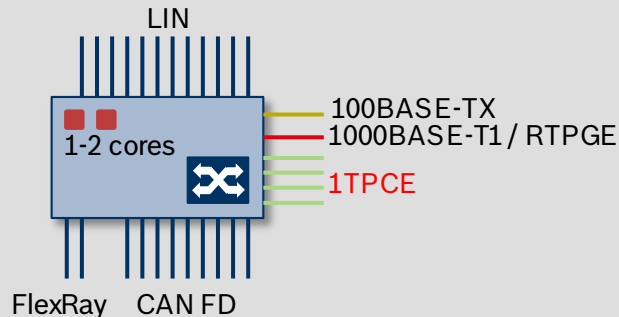 LIN
100BASE-TX
1-2 cores
1000BASE-T1 / RTPGE
1TPCE
FlexRay
CAN FD